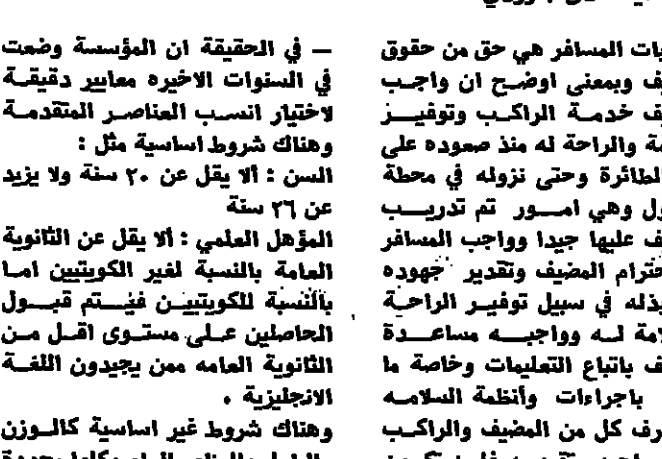 بات المسافر هي حق من حقوق
ف وبمعنى اوضح ان واجب
ف خدمة الراكب وتوفير
مة والراحة له منذ صعوده على
الطائرة وحتى نزوله في محطة
ول وهي امور تم تدريب
ف عليها جيدا وواجب المسافر
حترام المضيف وتقدير جهوده
بذله في سبيل توفير الراحة
لامة له وواجبه مساعدة
ف باتباع التعليمات وخاصة ما
باجراءات وأنظمة السلامه
رف كل من المضيف والراكب
— في الحقيقة ان المؤسسة وضعت
في السنوات الاخيره معايير دقيقة
لاختيار انسب العناصر المتقدمة
وهناك شروط اساسية مثل :
السن : ألا يقل عن ٢٠ سنة ولا يزيد
عن ٢٦ سنة
المؤهل العلمي : ألا يقل عن الثانوية
العامة بالنسبة لغير الكويتيين اما
بالنسبة للكويتيين فيتم قبول
الحاصلين على مستوى اقل من
الثانوية العامه ممن يجيدون اللغة
الانجليزية .
وهناك شروط غير اساسية كالوزن